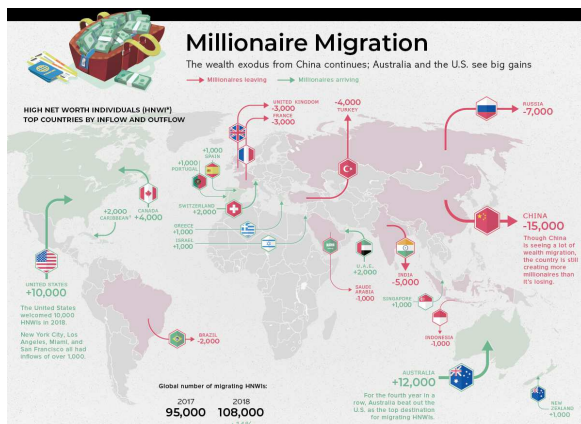 Millionaire Migration
The wealth exodus from China continues; Australia and the U.S. see big gains
Millionaires leaving
Millionaires arriving
HIGH NET WORTH INDIVIDUALS (HNWI*)
TOP COUNTRIES BY INFLOW AND OUTFLOW
UNITED KINGDOM
-3,000
FRANCE
-3,000
-4,000
TURKEY
RUSSIA
-7,000
+1,000
SPAIN
+1,000
PORTUGAL
SWITZERLAND
+2,000
GREECE
+1,000
ISRAEL
+1,000
+2,000
CARIBBEAN
CANADA
+4,000
UNITED STATES
+10,000
The United States
welcomed 10,000
HNWIs in 2018.
New York City, Los
Angeles, Miami, and
San Francisco all had
inflows of over 1,000.
CHINA
-15,000
Though China
is seeing a lot of
wealth migration,
the country is still
creating more
millionaires than
it's losing.
U.A.E.
+2,000
INDIA
-5,000
SAUDI
ARABIA
-1,000
SINGAPORE
+1,000
INDONESIA
-1,000
BRAZIL
-2,000
AUSTRALIA
+12,000
For the fourth year in
a row, Australia beat out the
U.S. as the top destination
for migrating HNWIs.
NEW
ZEALAND
+1,000
Global number of migrating HNWIs:
2017 2018
95,000 108,000